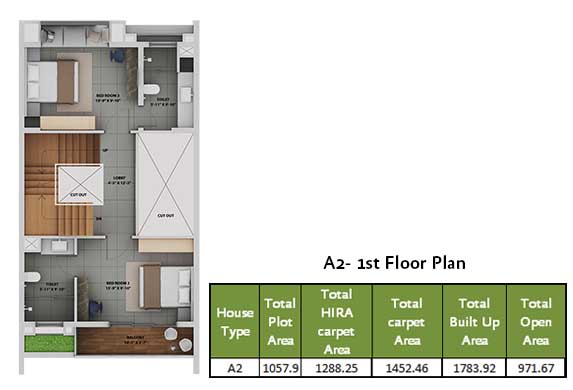 BED ROOM 3
TOILET
UP
LOBBY
CUT OUT
CUT OUT
DN
TOILET
BED ROOM 2
BALCONY
A2- 1st Floor Plan
House Type Total Plot Area Total HIRA carpet Area Total carpet Area Total Built Up Area Total Open Area
A2 1057.9 1288.25 1452.46 1783.92 971.67